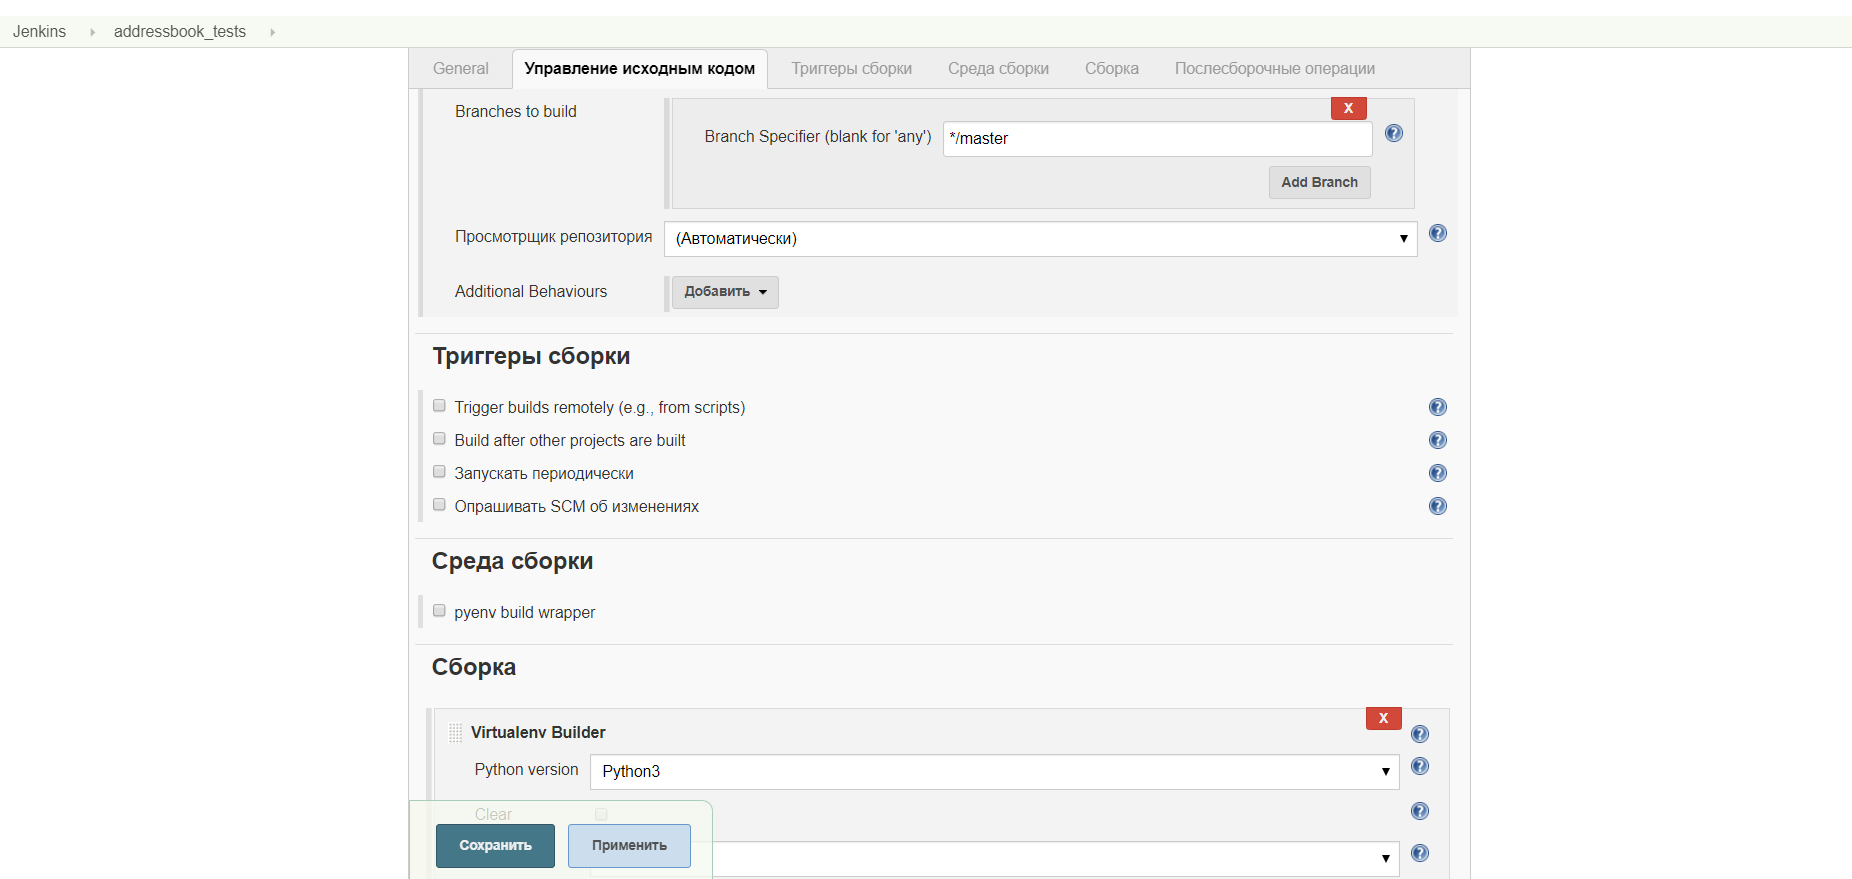 Jenkins addressbook_tests
General Управление исходным кодом Триггеры сборки Среда сборки Сборка Послесборочные операции
Branches to build
X
Branch Specifier (blank for 'any') */master
Add Branch
Просмотрщик репозитория (Автоматически)
Additional Behaviours Добавить
Триггеры сборки
Trigger builds remotely (e.g., from scripts)
Build after other projects are built
Запускать периодически
Опрашивать SCM об изменениях
Среда сборки
pyenv build wrapper
Сборка
X
Virtualenv Builder
Python version Python3
Clear
Сохранить Применить